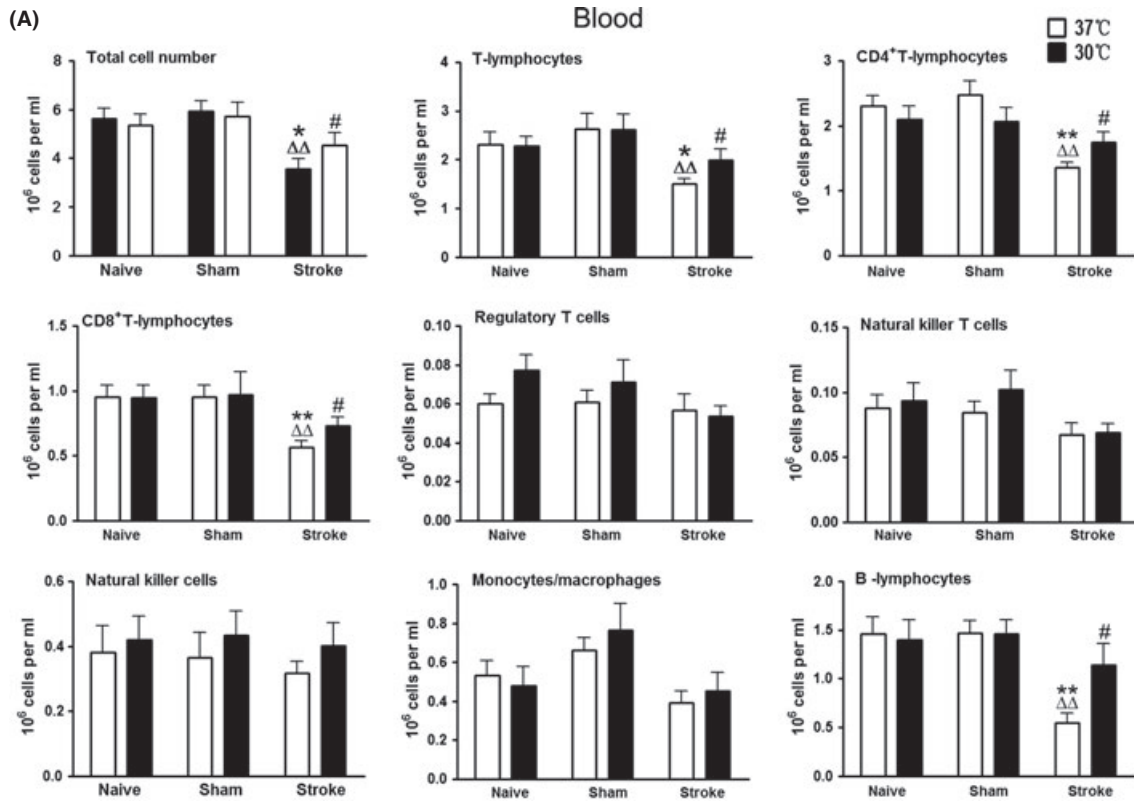 (A)
Blood
37℃
30℃
Total cell number
10⁶ cells per ml
8
6
4
2
0
*
ΔΔ
#
Naive Sham Stroke
T-lymphocytes
10⁶ cells per ml
4
3
2
1
0
*
ΔΔ
#
Naive Sham Stroke
CD4⁺T-lymphocytes
10⁶ cells per ml
3
2
1
0
**
ΔΔ
#
Naive Sham Stroke
CD8⁺T-lymphocytes
10⁶ cells per ml
1.5
1.0
0.5
0.0
**
ΔΔ
#
Naive Sham Stroke
Regulatory T cells
10⁶ cells per ml
0.10
0.08
0.06
0.04
0.02
0.00
Naive Sham Stroke
Natural killer T cells
10⁶ cells per ml
0.15
0.10
0.05
0.00
Naive Sham Stroke
Natural killer cells
10⁶ cells per ml
0.6
0.4
0.2
0.0
Naive Sham Stroke
Monocytes/macrophages
10⁶ cells per ml
1.0
0.8
0.6
0.4
0.2
0.0
Naive Sham Stroke
B -lymphocytes
10⁶ cells per ml
2.0
1.5
1.0
0.5
0.0
**
ΔΔ
#
Naive Sham Stroke